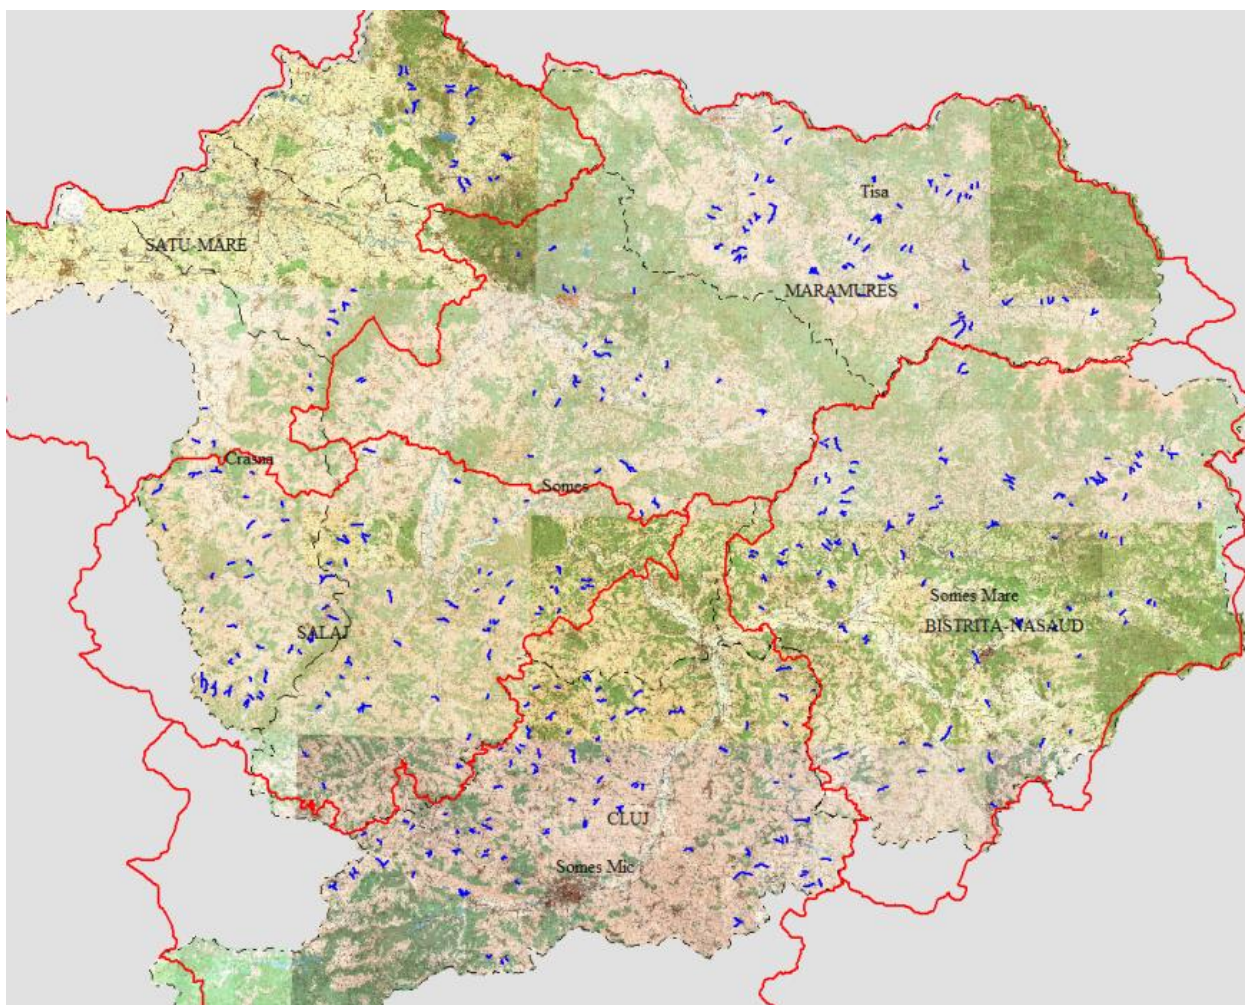 Tisa
SATU-MARE
MARAMURES
Crasna
Somes
Somes Mare
BISTRITA-NASAUD
SALAJ
CLUJ
Somes Mic